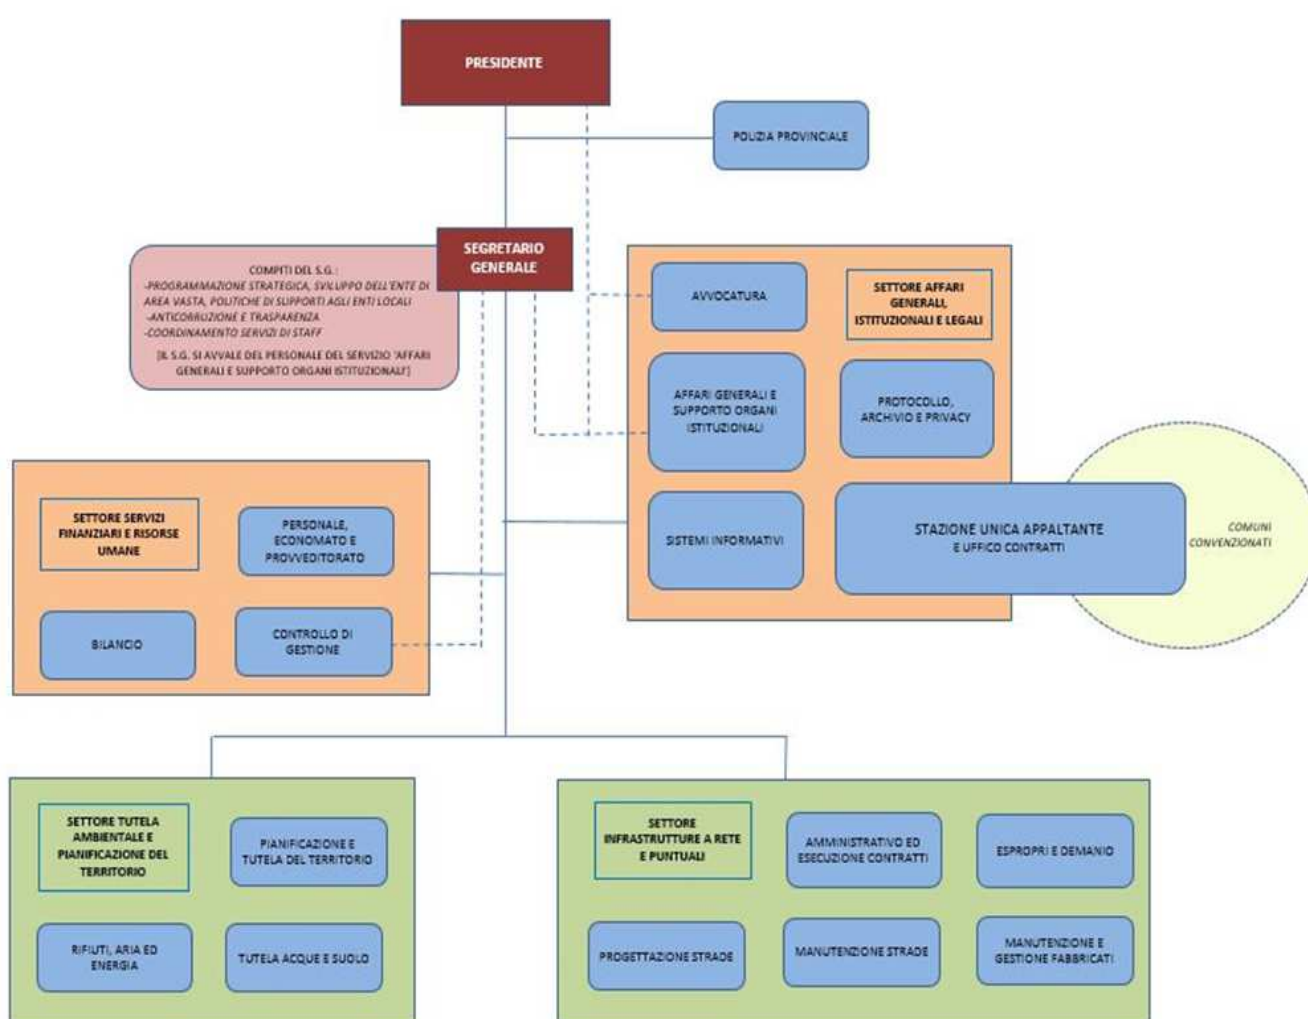 PRESIDENTE
POLIZIA PROVINCIALE
SEGRETARIO
GENERALE
COMPITI DEL S.G.:
-PROGRAMMAZIONE STRATEGICA, SVILUPPO DELL'ENTE DI
AREA VASTA, POLITICHE DI SUPPORTI AGLI ENTI LOCALI
-ANTICORRUZIONE E TRASPARENZA
-COORDINAMENTO SERVIZI DI STAFF
[IL S.G. SI AVVALE DEL PERSONALE DEL SERVIZIO 'AFFARI
GENERALI E SUPPORTO ORGANI ISTITUZIONALI']
AVVOCATURA
SETTORE AFFARI
GENERALI,
ISTITUZIONALI E LEGALI
AFFARI GENERALI E
SUPPORTO ORGANI
ISTITUZIONALI
PROTOCOLLO,
ARCHIVIO E PRIVACY
SISTEMI INFORMATIVI
STAZIONE UNICA APPALTANTE
E UFFICO CONTRATTI
COMUNI
CONVENZIONATI
SETTORE SERVIZI
FINANZIARI E RISORSE
UMANE
PERSONALE,
ECONOMATO E
PROVVEDITORATO
BILANCIO
CONTROLLO DI
GESTIONE
SETTORE TUTELA
AMBIENTALE E
PIANIFICAZIONE DEL
TERRITORIO
PIANIFICAZIONE E
TUTELA DEL TERRITORIO
RIFIUTI, ARIA ED
ENERGIA
TUTELA ACQUE E SUOLO
SETTORE
INFRASTRUTTURE A RETE
E PUNTUALI
AMMINISTRATIVO ED
ESECUZIONE CONTRATTI
ESPROPRI E DEMANIO
PROGETTAZIONE STRADE
MANUTENZIONE STRADE
MANUTENZIONE E
GESTIONE FABBRICATI